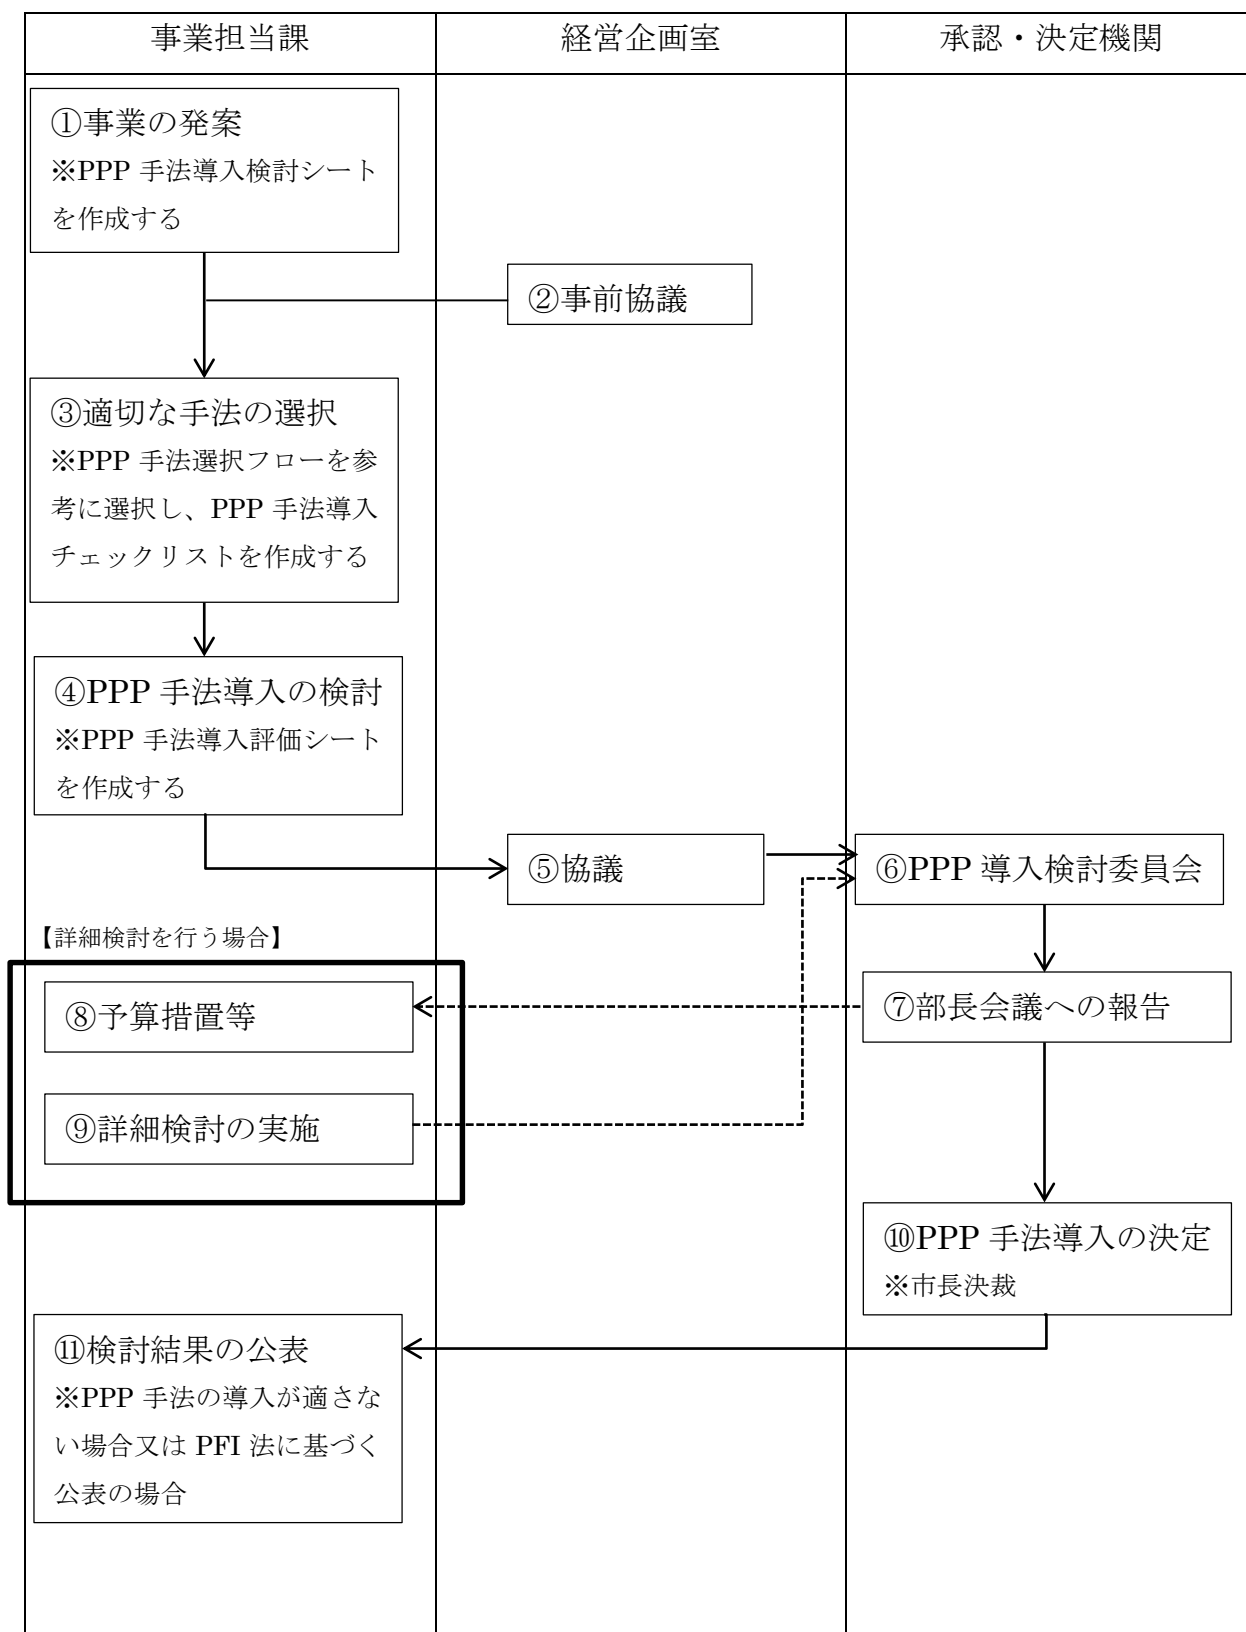 事業担当課
経営企画室
承認・決定機関
①事業の発案
※PPP 手法導入検討シート
を作成する
②事前協議
③適切な手法の選択
※PPP 手法選択フローを参
考に選択し、PPP 手法導入
チェックリストを作成する
④PPP 手法導入の検討
※PPP 手法導入評価シート
を作成する
⑤協議
⑥PPP 導入検討委員会
【詳細検討を行う場合】
⑦部長会議への報告
⑧予算措置等
⑨詳細検討の実施
⑩PPP 手法導入の決定
※市長決裁
⑪検討結果の公表
※PPP 手法の導入が適さな
い場合又は PFI 法に基づく
公表の場合